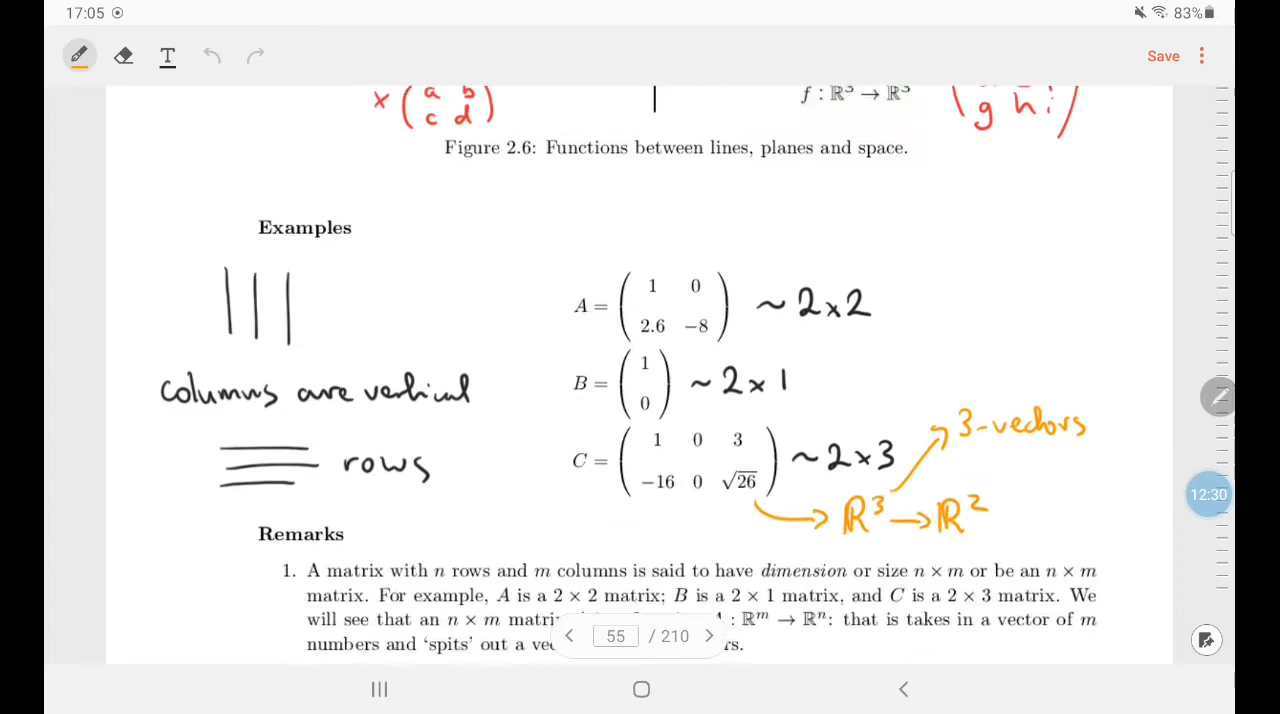 17:05 83%
T Save
x ( a b
c d )
f : ℝ³ → ℝ³
g h i
Figure 2.6: Functions between lines, planes and space.
Examples
A = ( 1 0
2.6 −8 ) ~ 2×2
columns are vertical
B = ( 1
0 ) ~ 2×1
rows
C = ( 1 0 3
−16 0 √26 ) ~ 2×3
3-vectors
ℝ³ → ℝ²
12:30
Remarks
1. A matrix with n rows and m columns is said to have dimension or size n × m or be an n × m
matrix. For example, A is a 2 × 2 matrix; B is a 2 × 1 matrix, and C is a 2 × 3 matrix. We
will see that an n × m : ℝᵐ → ℝⁿ: that is takes in a vector of m
numbers and ‘spits’ out a
55 / 210